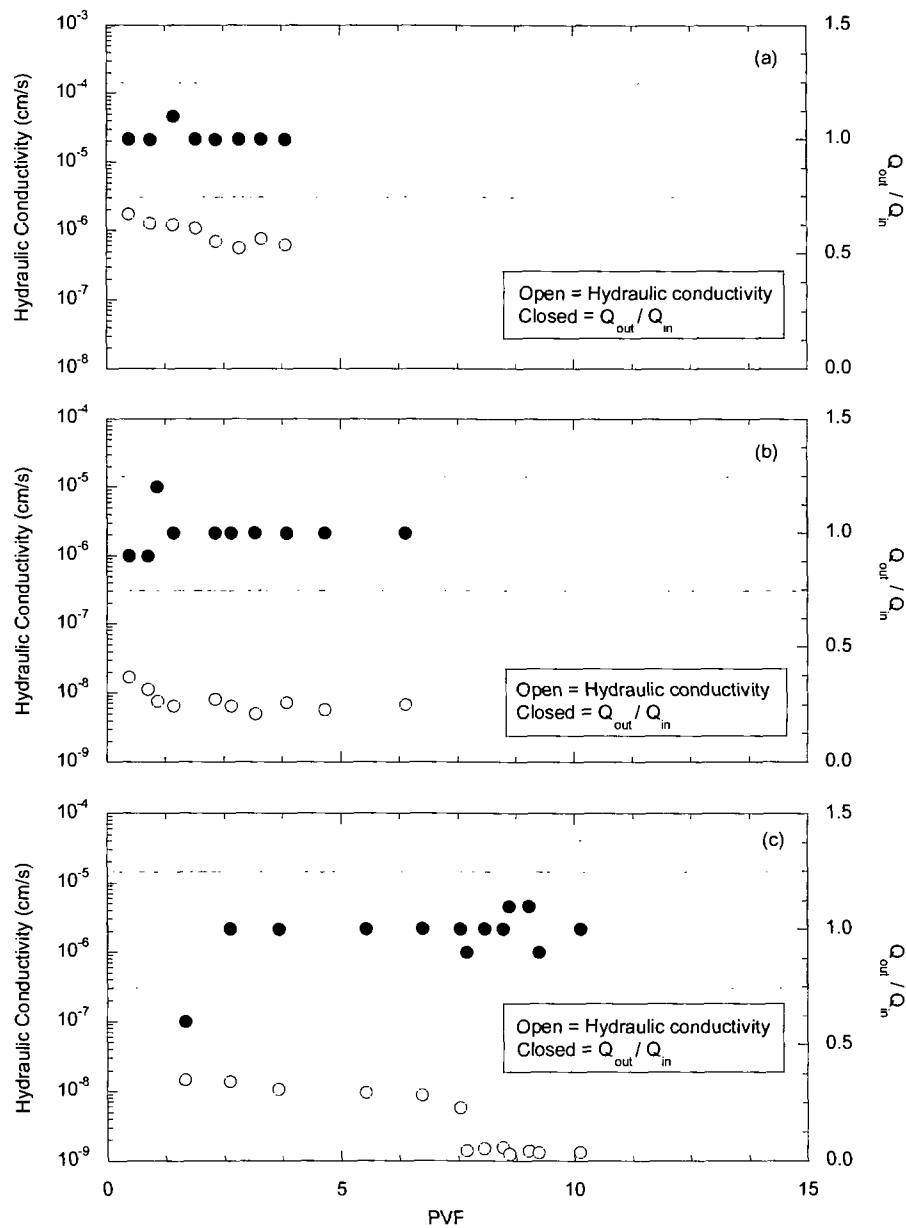 (a)
Hydraulic Conductivity (cm/s)
10^-3
10^-4
10^-5
10^-6
10^-7
10^-8
1.5
1.0
0.5
0.0
Q_out / Q_in
Open = Hydraulic conductivity
Closed = Q_out / Q_in
(b)
Hydraulic Conductivity (cm/s)
10^-4
10^-5
10^-6
10^-7
10^-8
10^-9
1.5
1.0
0.5
0.0
Q_out / Q_in
Open = Hydraulic conductivity
Closed = Q_out / Q_in
(c)
Hydraulic Conductivity (cm/s)
10^-4
10^-5
10^-6
10^-7
10^-8
10^-9
1.5
1.0
0.5
0.0
Q_out / Q_in
Open = Hydraulic conductivity
Closed = Q_out / Q_in
0 5 10 15
PVF